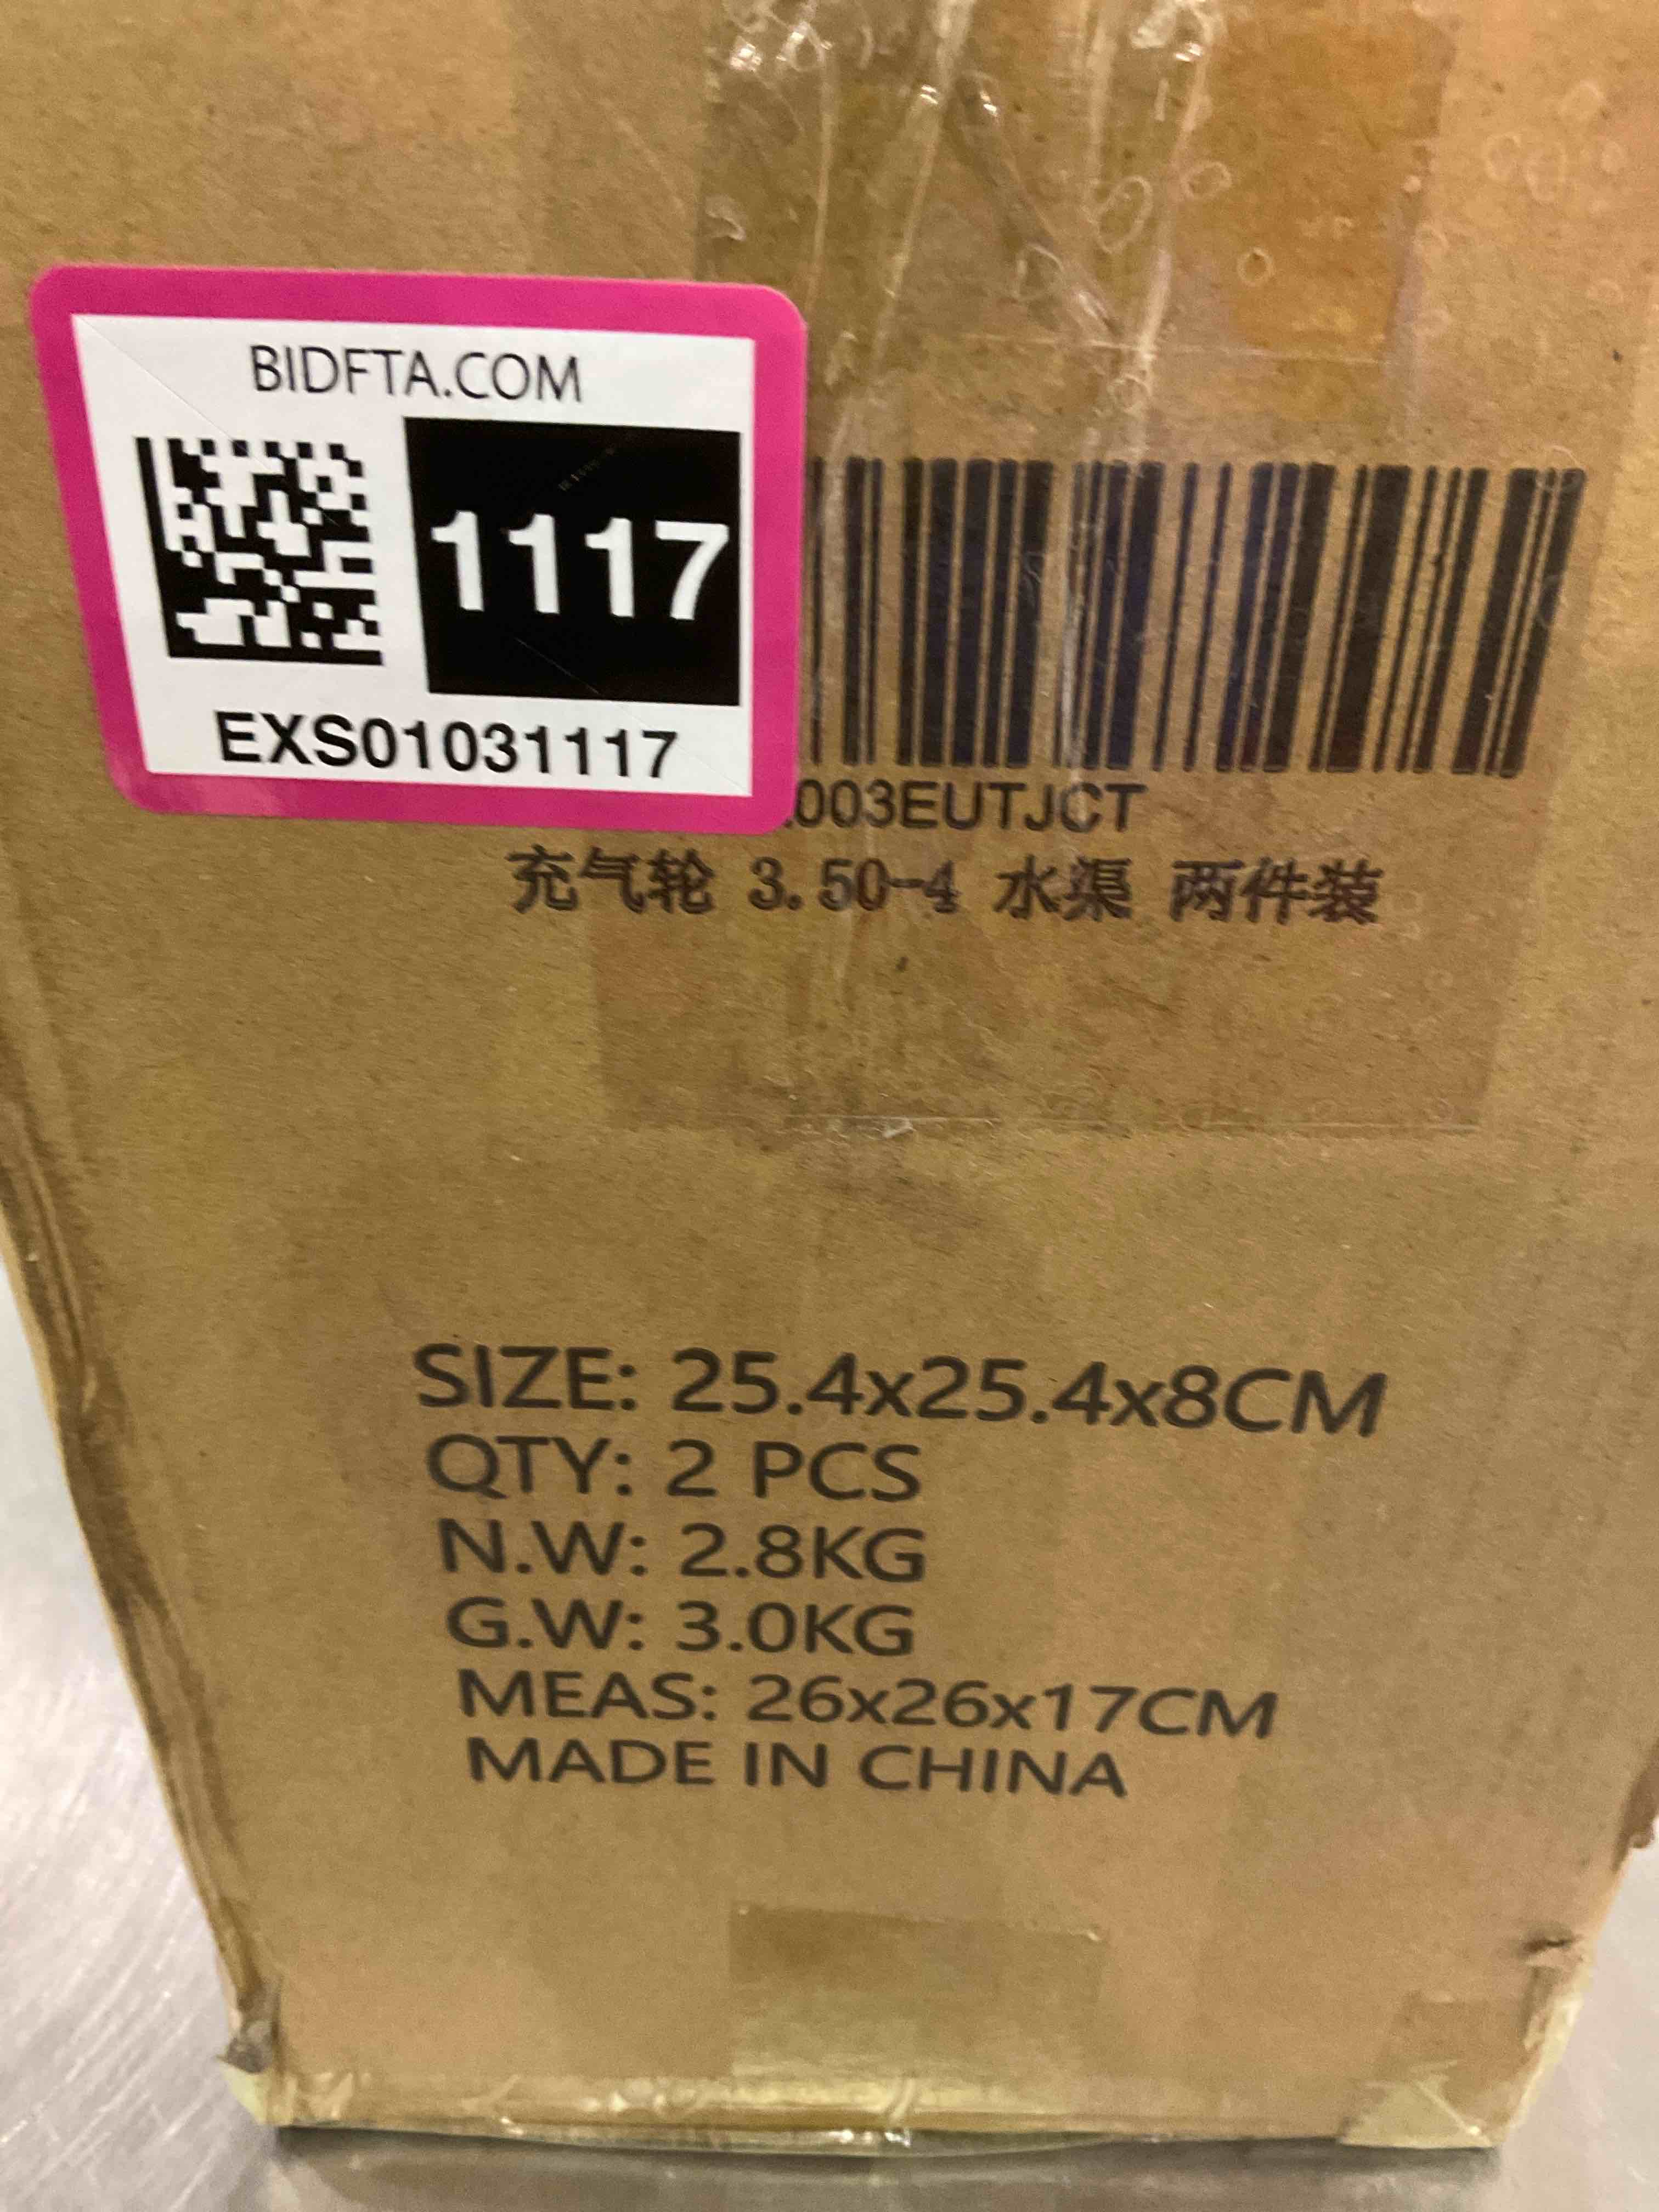 BIDFTA.COM
1117
EXS01031117
003EUTJCT
充气轮 3.50-4 水渠 两件装
SIZE: 25.4x25.4x8CM
QTY: 2 PCS
N.W: 2.8KG
G.W: 3.0KG
MEAS: 26x26x17CM
MADE IN CHINA